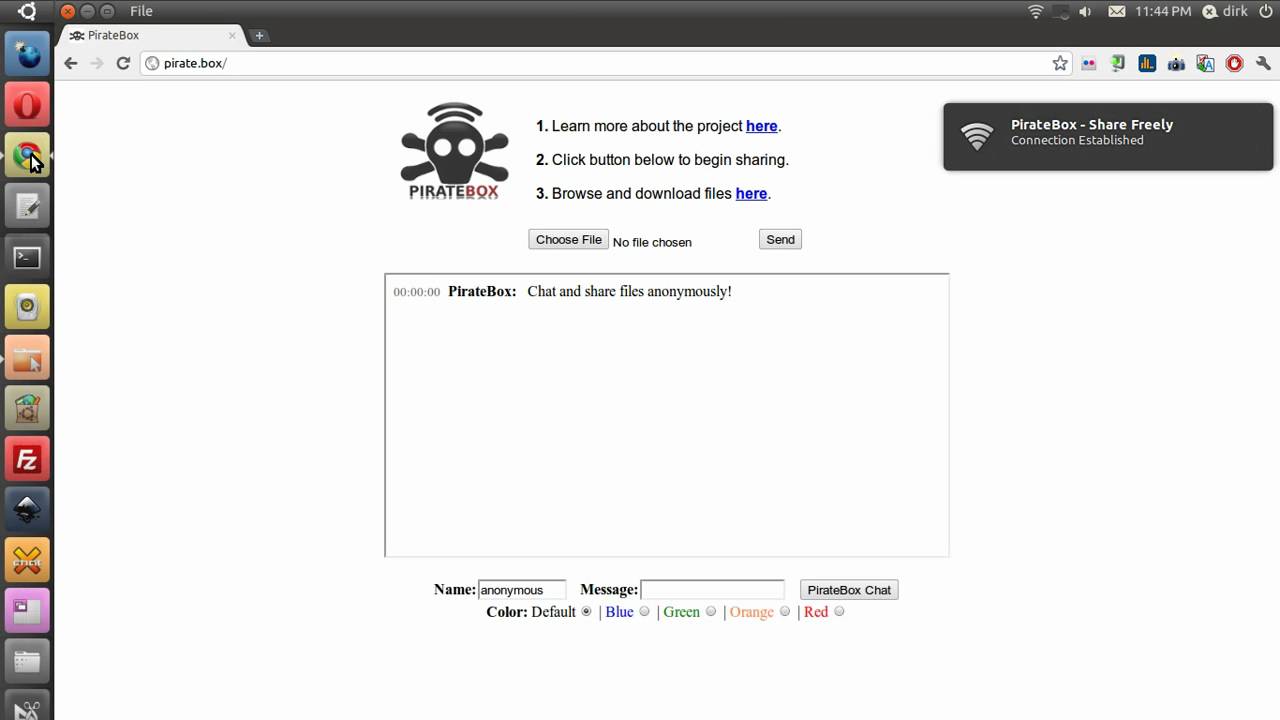 File
11:44 PM
dirk
PirateBox
pirate.box/
PIRATEBOX
1. Learn more about the project here.
2. Click button below to begin sharing.
3. Browse and download files here.
PirateBox - Share Freely
Connection Established
Choose File
No file chosen
Send
00:00:00 PirateBox: Chat and share files anonymously!
Name: anonymous
Message:
PirateBox Chat
Color: Default | Blue | Green | Orange | Red
Fz